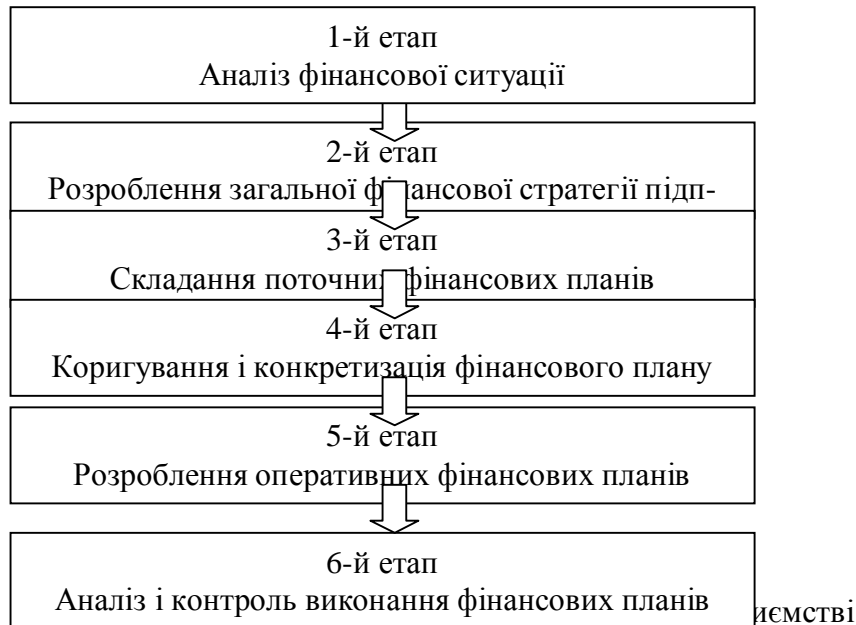 1-й етап
Аналіз фінансової ситуації
2-й етап
Розроблення загальної фінансової стратегії підп-
3-й етап
Складання поточних фінансових планів
4-й етап
Коригування і конкретизація фінансового плану
5-й етап
Розроблення оперативних фінансових планів
6-й етап
Аналіз і контроль виконання фінансових планів
иємстві